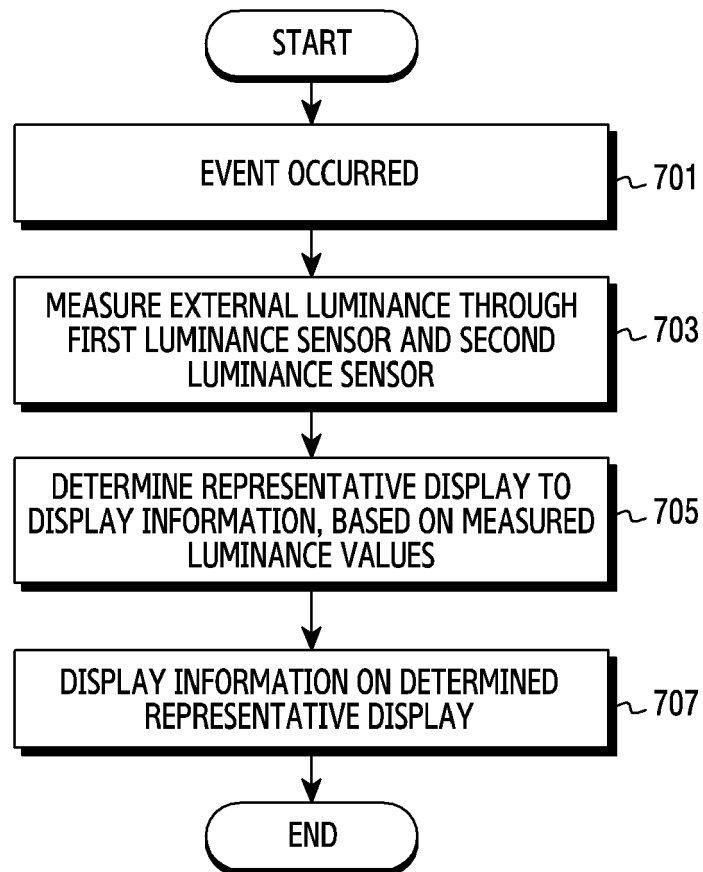 START
EVENT OCCURRED
701
MEASURE EXTERNAL LUMINANCE THROUGH
FIRST LUMINANCE SENSOR AND SECOND
LUMINANCE SENSOR
703
DETERMINE REPRESENTATIVE DISPLAY TO
DISPLAY INFORMATION, BASED ON MEASURED
LUMINANCE VALUES
705
DISPLAY INFORMATION ON DETERMINED
REPRESENTATIVE DISPLAY
707
END